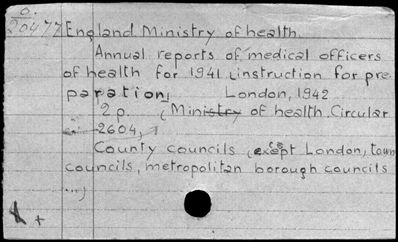 o.
20477 England. Ministry of health.
Annual reports of medical officers
of health for 1941 (instruction for pre-
paration) London, 1942
2 p. (Ministry of health. Circular
2604,
County councils (except London, town
councils, metropolitan borough councils
...)
+